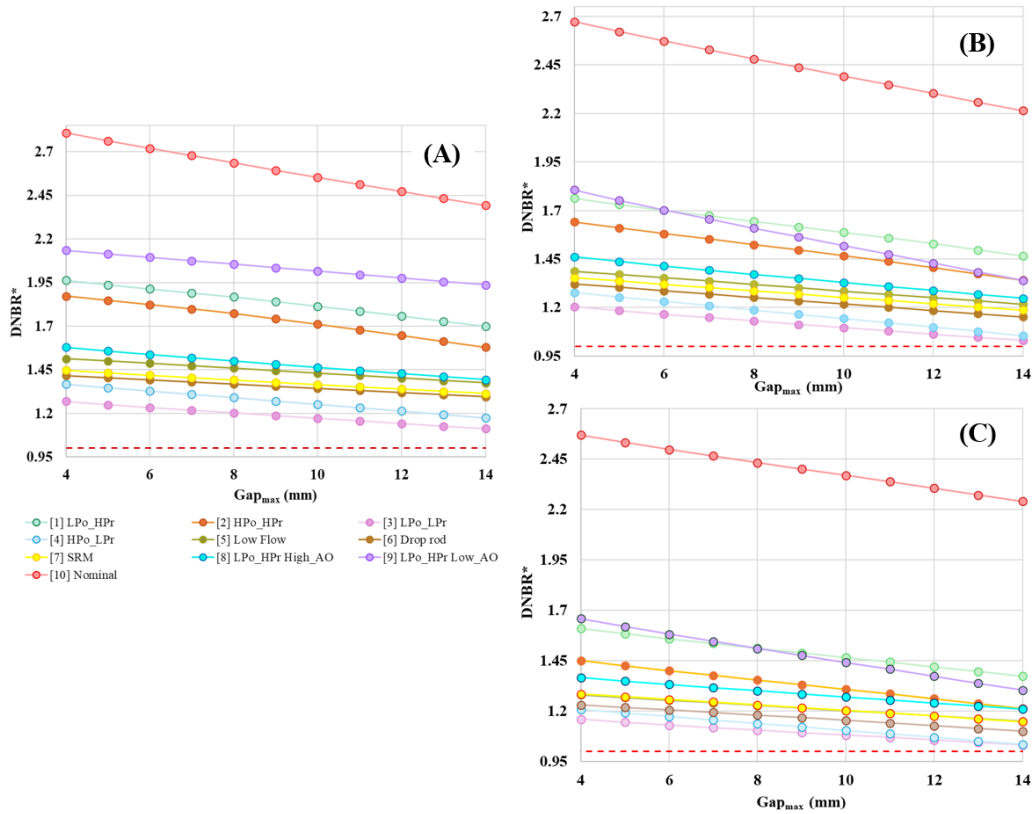 (A)
DNBR*
2.7
2.45
2.2
1.95
1.7
1.45
1.2
0.95
4 6 8 10 12 14
Gapmax (mm)
[1] LPo_HPr [2] HPo_HPr [3] LPo_LPr
[4] HPo_LPr [5] Low Flow [6] Drop rod
[7] SRM [8] LPo_HPr High_AO [9] LPo_HPr Low_AO
[10] Nominal
(B)
DNBR*
2.7
2.45
2.2
1.95
1.7
1.45
1.2
0.95
4 6 8 10 12 14
Gapmax (mm)
(C)
DNBR*
2.7
2.45
2.2
1.7
1.45
1.2
0.95
4 6 8 10 12 14
Gapmax (mm)